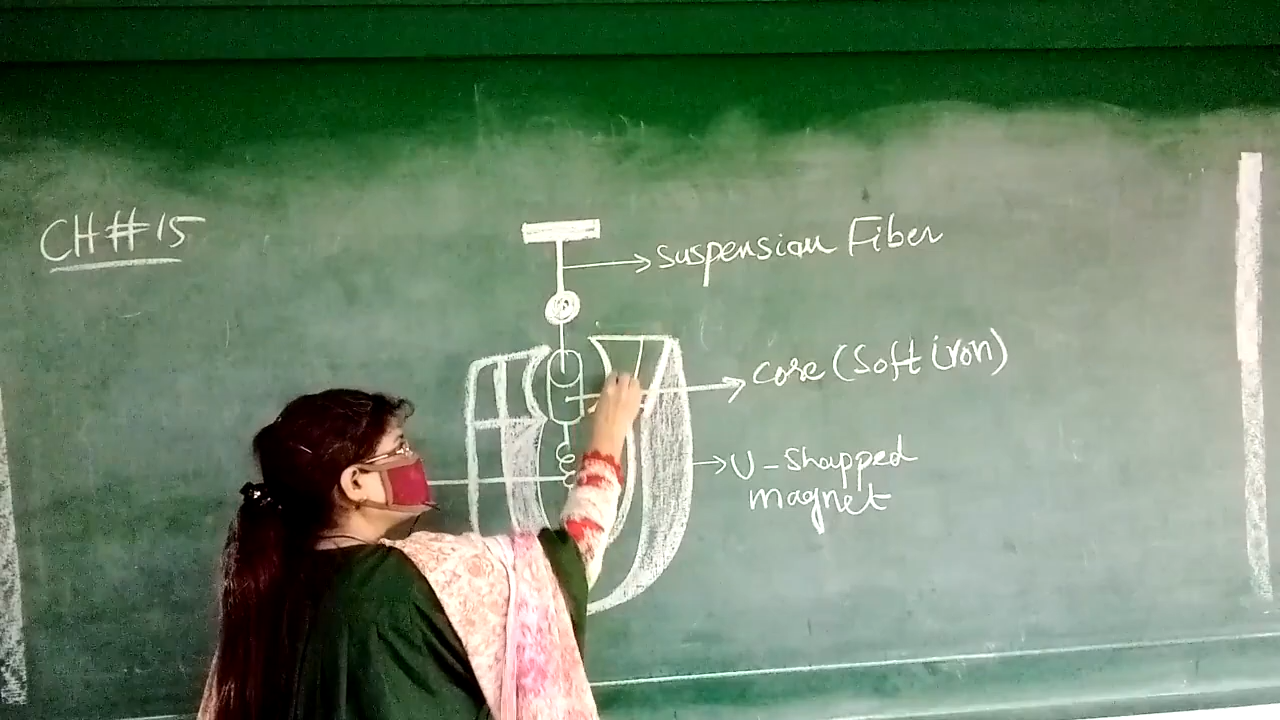 CH # 15
suspension Fiber
core (Soft iron)
U - Shapped
magnet